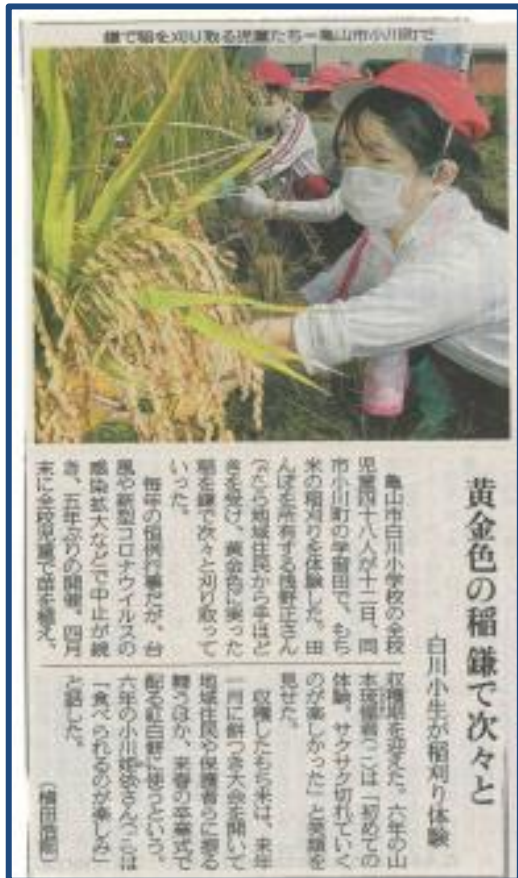 鎌で稲を刈り取る児童たち＝亀山市小川町で
黄金色の稲 鎌で次々と
白川小生が稲刈り体験
亀山市白川小学校の全校
児童四十八人が十二日、同
市小川町の学習田で、もち
米の稲刈りを体験した。田
んぼを所有する浅野正さん
ら地域住民から手ほど
きを受け、黄金色に実った
稲を鎌で次々と刈り取って
いった。
毎年の恒例行事だが、台
風や新型コロナウイルスの
感染拡大などで中止が続
き、五年ぶりの開催。四月
末に全校児童で苗を植え、
収穫期を迎えた。六年の山
本 は「初めての
体験。サクサク切れていく
のが楽しかった」と笑顔を
見せた。
収穫したもち米は、来年
一月に餅つき大会を開いて
地域住民や保護者らに振る
舞うほか、来春の卒業式で
配る紅白餅に使うという。
六年の小川 さん は
「食べられるのが楽しみ」
と話した。